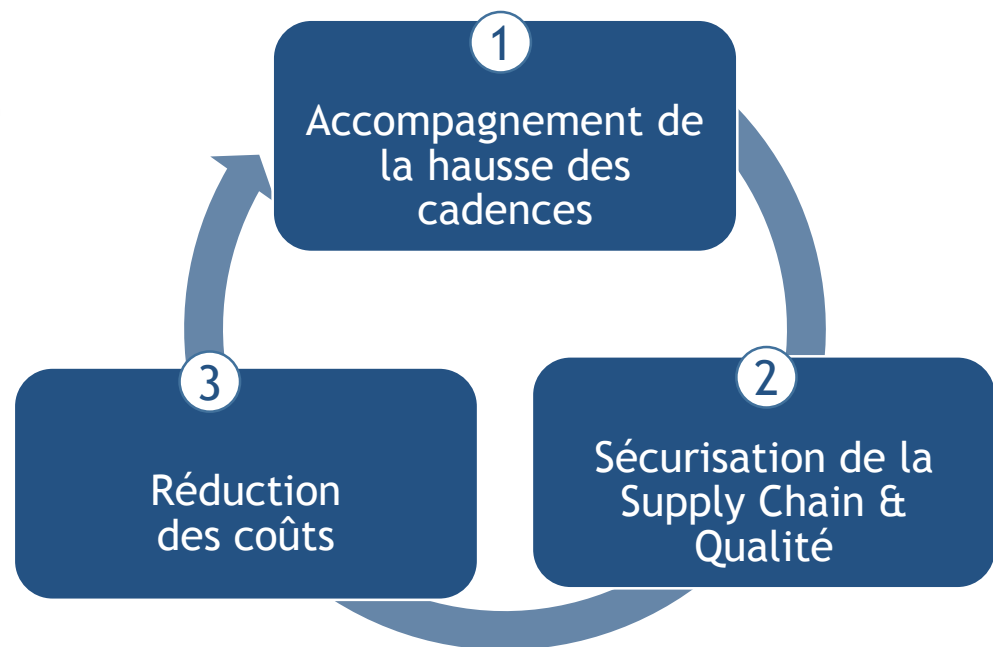 1
Accompagnement de
la hausse des
cadences
2
Sécurisation de la
Supply Chain &
Qualité
3
Réduction
des coûts